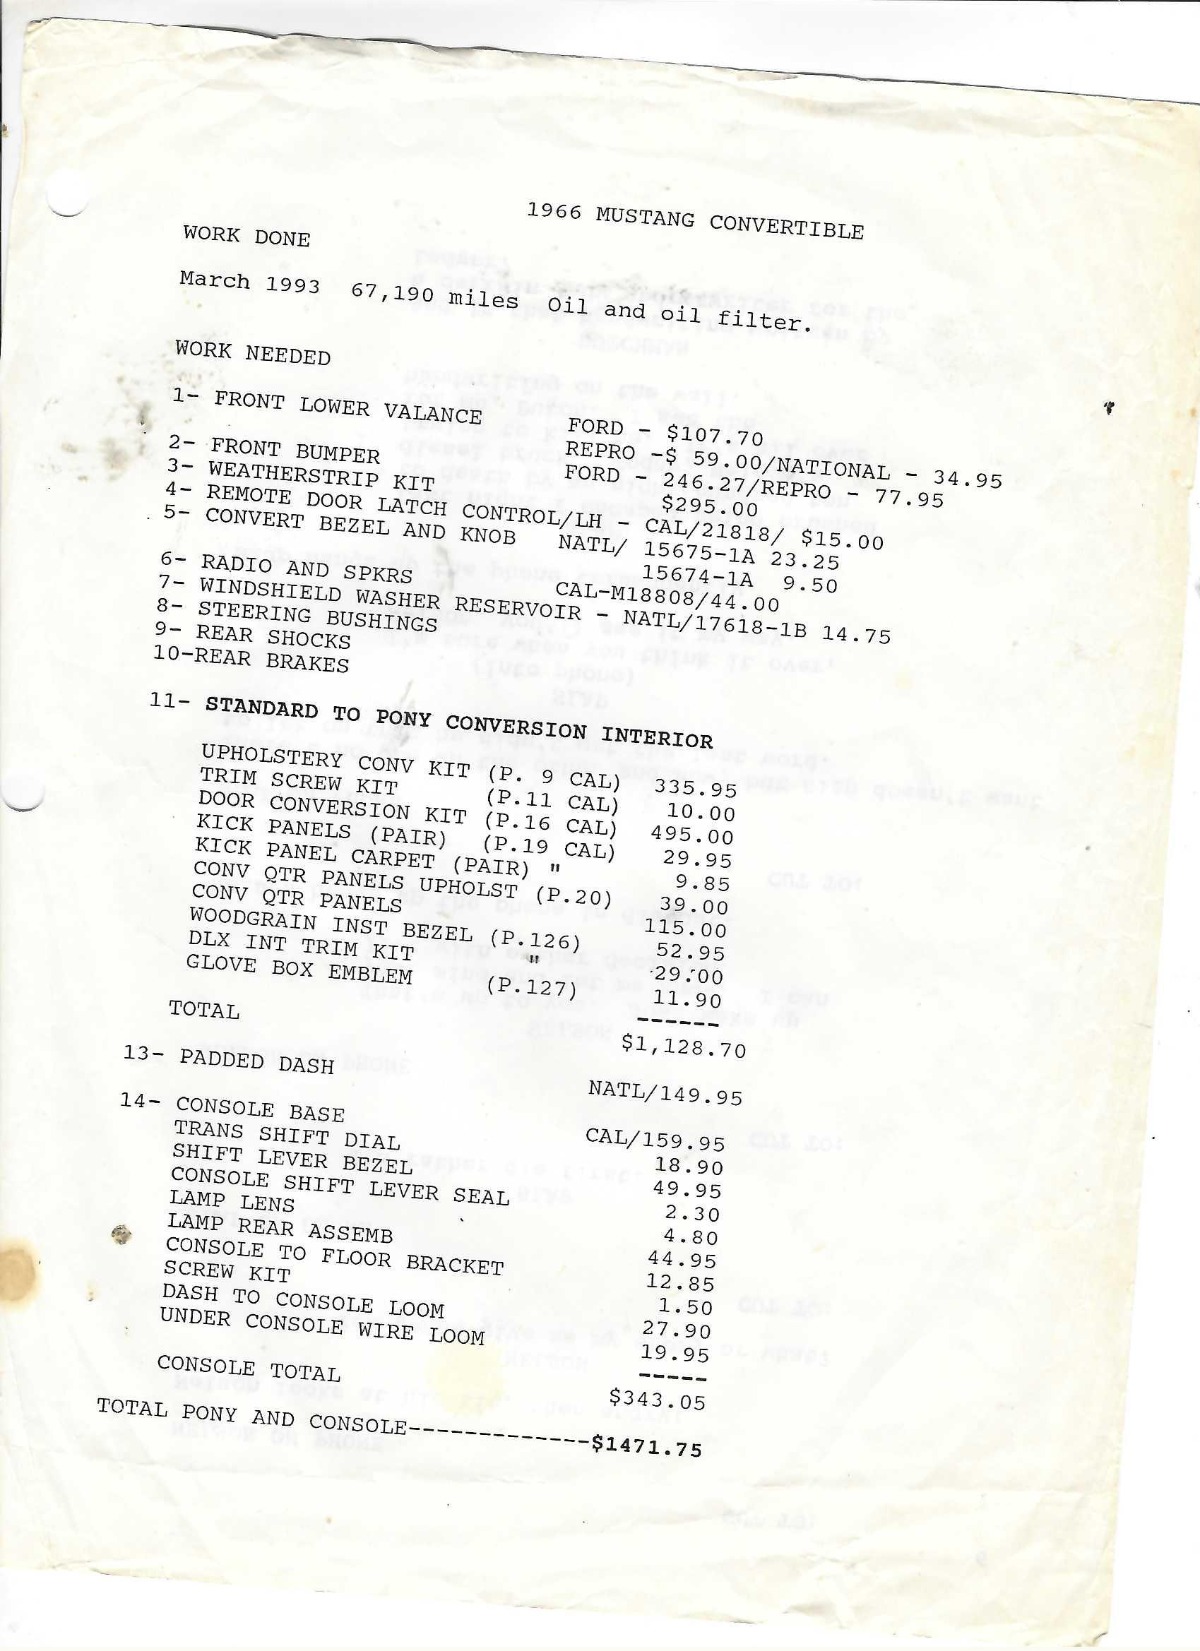 1966 MUSTANG CONVERTIBLE
WORK DONE
March 1993  67,190 miles  Oil and oil filter.
WORK NEEDED
1- FRONT LOWER VALANCE  FORD - $107.70
REPRO -$ 59.00/NATIONAL - 34.95
2- FRONT BUMPER  FORD - 246.27/REPRO - 77.95
3- WEATHERSTRIP KIT  $295.00
4- REMOTE DOOR LATCH CONTROL/LH - CAL/21818/ $15.00
5- CONVERT BEZEL AND KNOB  NATL/ 15675-1A 23.25
15674-1A  9.50
6- RADIO AND SPKRS  CAL-M18808/44.00
7- WINDSHIELD WASHER RESERVOIR - NATL/17618-1B 14.75
8- STEERING BUSHINGS
9- REAR SHOCKS
10-REAR BRAKES
11- STANDARD TO PONY CONVERSION INTERIOR
UPHOLSTERY CONV KIT (P. 9 CAL)  335.95
TRIM SCREW KIT  (P.11 CAL)  10.00
DOOR CONVERSION KIT (P.16 CAL)  495.00
KICK PANELS (PAIR)  (P.19 CAL)  29.95
KICK PANEL CARPET (PAIR) "  9.85
CONV QTR PANELS UPHOLST (P.20)  39.00
CONV QTR PANELS  115.00
WOODGRAIN INST BEZEL (P.126)  52.95
DLX INT TRIM KIT  "  29.00
GLOVE BOX EMBLEM  (P.127)  11.90
------
TOTAL  $1,128.70
13- PADDED DASH  NATL/149.95
14- CONSOLE BASE  CAL/159.95
TRANS SHIFT DIAL  18.90
SHIFT LEVER BEZEL  49.95
CONSOLE SHIFT LEVER SEAL  2.30
LAMP LENS  4.80
LAMP REAR ASSEMB  44.95
CONSOLE TO FLOOR BRACKET  12.85
SCREW KIT  1.50
DASH TO CONSOLE LOOM  27.90
UNDER CONSOLE WIRE LOOM  19.95
-----
CONSOLE TOTAL  $343.05
TOTAL PONY AND CONSOLE-------------$1471.75